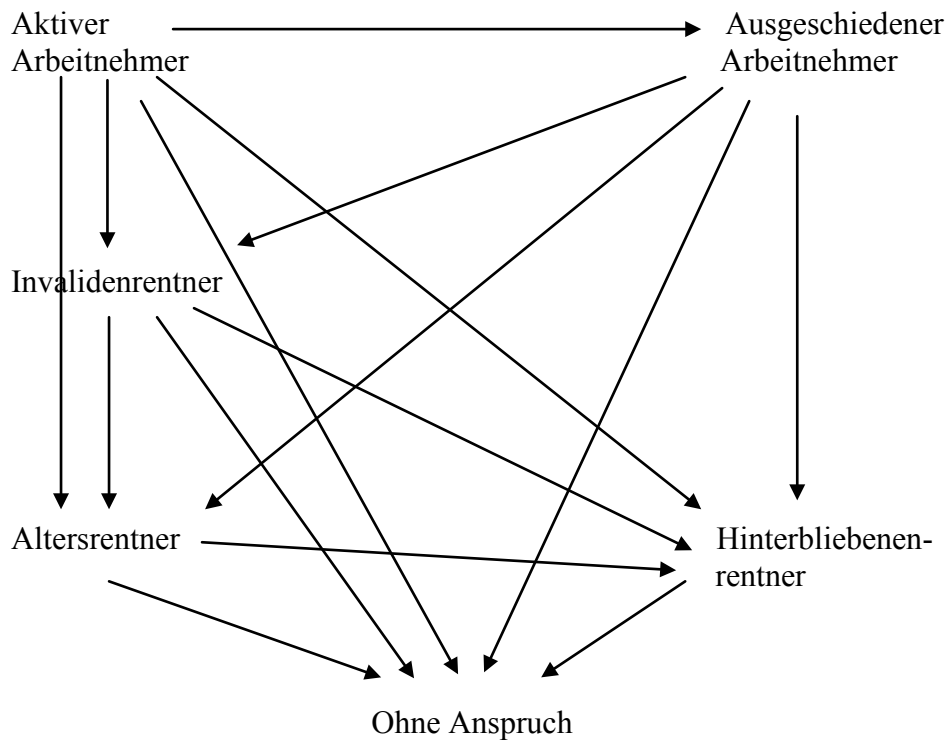 Aktiver
Arbeitnehmer
Ausgeschiedener
Arbeitnehmer
Invalidenrentner
Altersrentner
Hinterbliebenen-
rentner
Ohne Anspruch